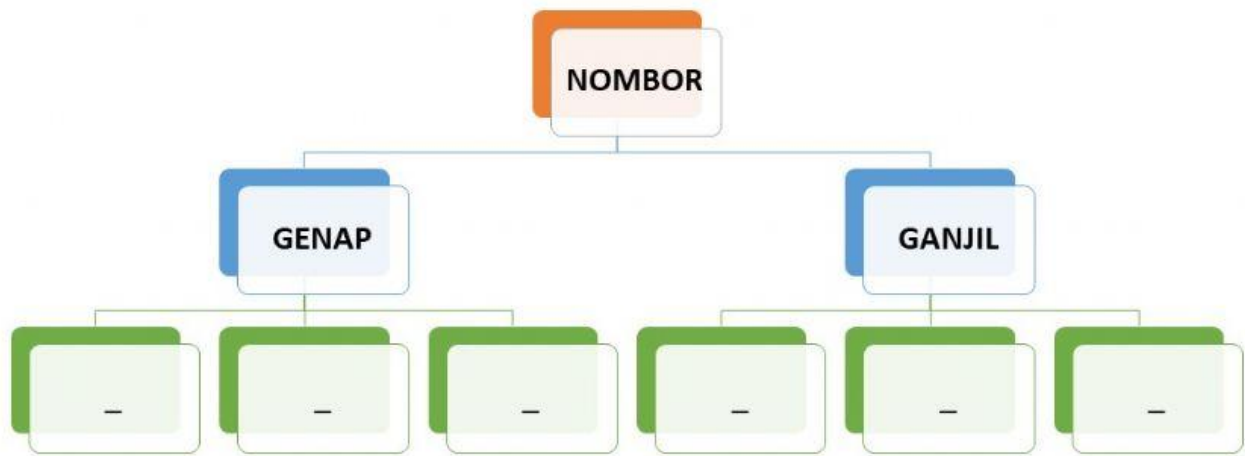 NOMBOR
GENAP
GANJIL
_ _ _ _ _ _